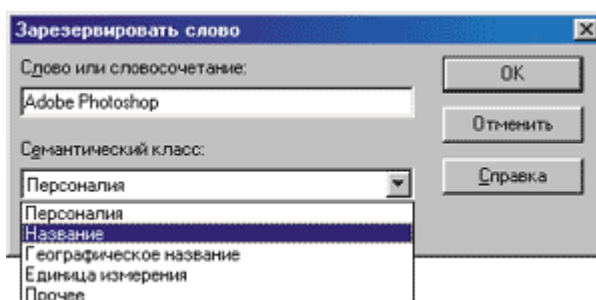 Зарезервировать слово
Слово или словосочетание:
Adobe Photoshop
Семантический класс:
Персоналия
Персоналия
Название
Географическое название
Единица измерения
Прочее
OK
Отменить
Справка